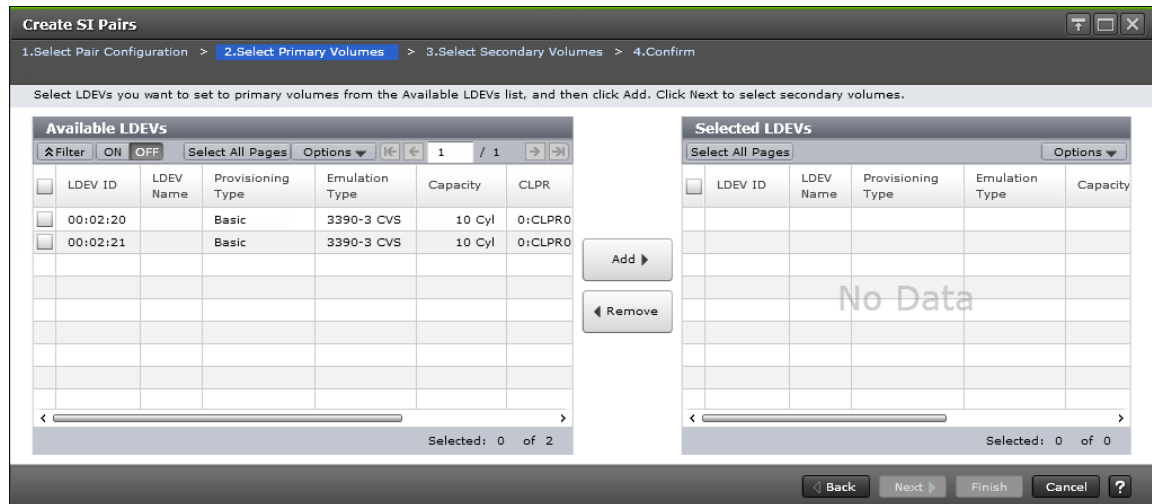 Create SI Pairs
1.Select Pair Configuration > 2.Select Primary Volumes > 3.Select Secondary Volumes > 4.Confirm
Select LDEVs you want to set to primary volumes from the Available LDEVs list, and then click Add. Click Next to select secondary volumes.
Available LDEVs
Filter ON OFF Select All Pages Options 1 / 1
LDEV ID LDEV Name Provisioning Type Emulation Type Capacity CLPR
00:02:20 Basic 3390-3 CVS 10 Cyl 0:CLPR0
00:02:21 Basic 3390-3 CVS 10 Cyl 0:CLPR0
Selected: 0 of 2
Add
Remove
Selected LDEVs
Select All Pages Options
LDEV ID LDEV Name Provisioning Type Emulation Type Capacity
No Data
Selected: 0 of 0
Back Next Finish Cancel ?